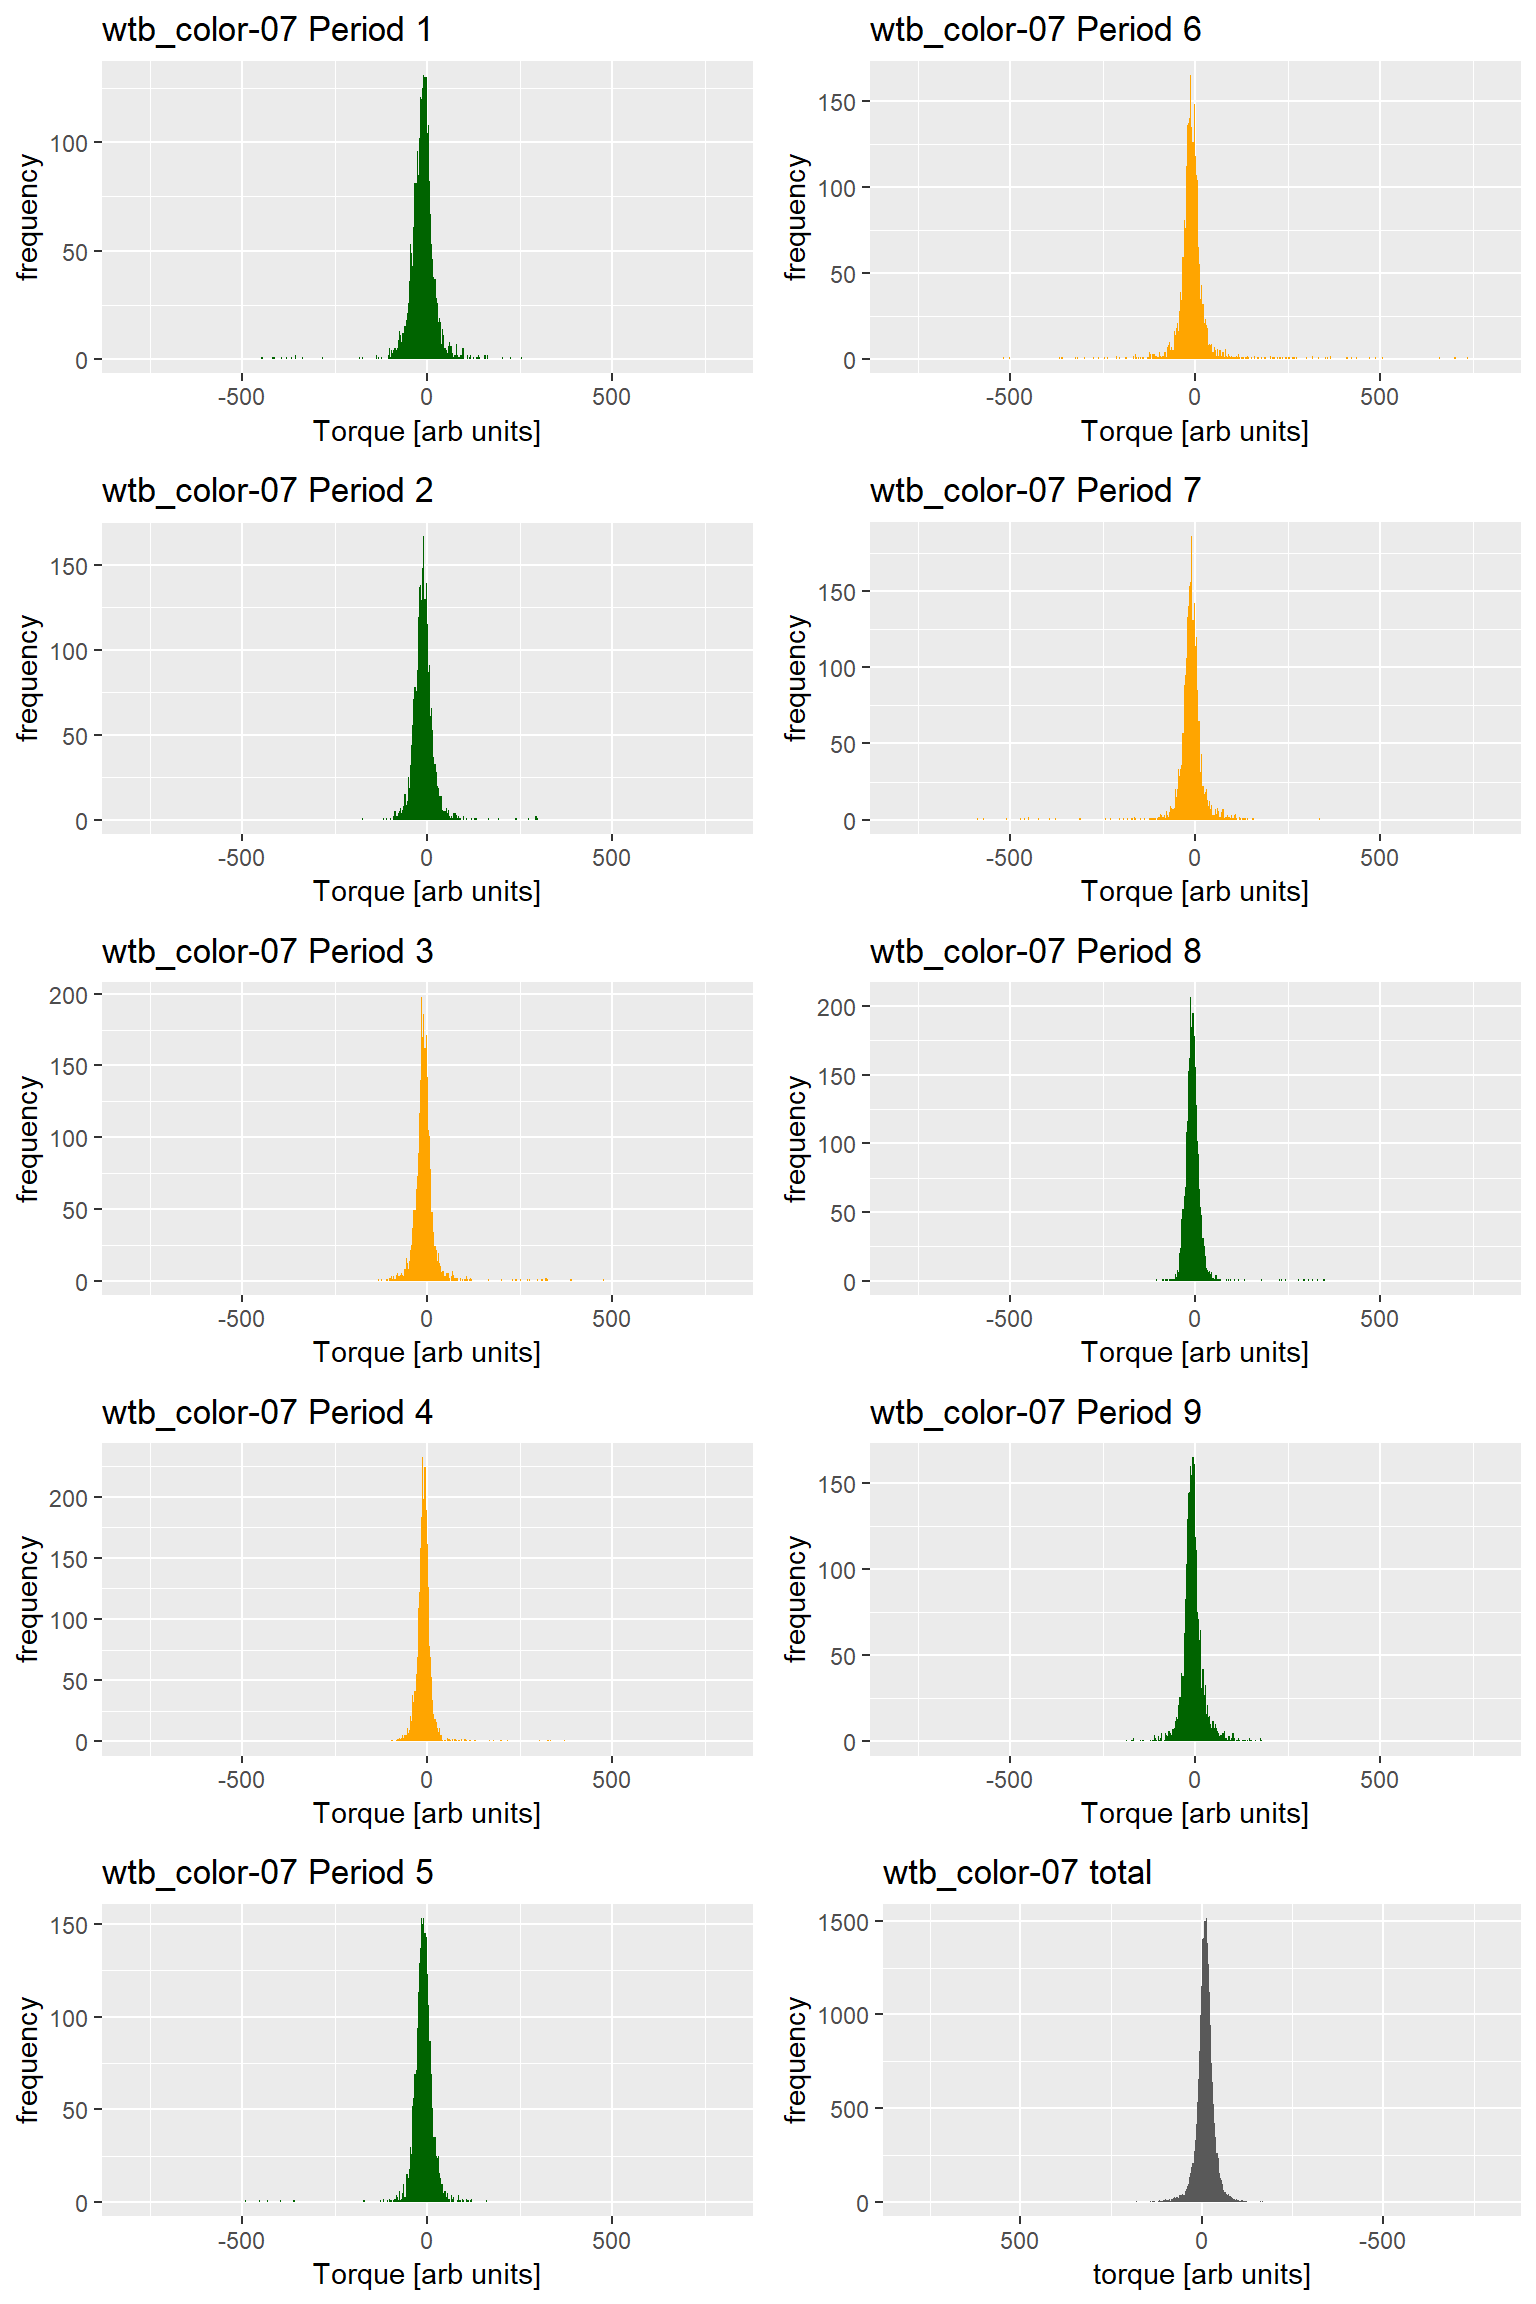 wtb_color-07 Period 1
frequency
100
50
0
-500 0 500
Torque [arb units]
wtb_color-07 Period 6
frequency
150
100
50
0
-500 0 500
Torque [arb units]
wtb_color-07 Period 2
frequency
150
100
50
0
-500 0 500
Torque [arb units]
wtb_color-07 Period 7
frequency
150
100
50
0
-500 0 500
Torque [arb units]
wtb_color-07 Period 3
frequency
200
150
100
50
0
-500 0 500
Torque [arb units]
wtb_color-07 Period 8
frequency
200
150
100
50
0
-500 0 500
Torque [arb units]
wtb_color-07 Period 4
frequency
200
150
100
50
0
-500 0 500
Torque [arb units]
wtb_color-07 Period 9
frequency
150
100
50
0
-500 0 500
Torque [arb units]
wtb_color-07 Period 5
frequency
150
100
50
0
-500 0 500
Torque [arb units]
wtb_color-07 total
frequency
1500
1000
500
0
500 0 -500
torque [arb units]